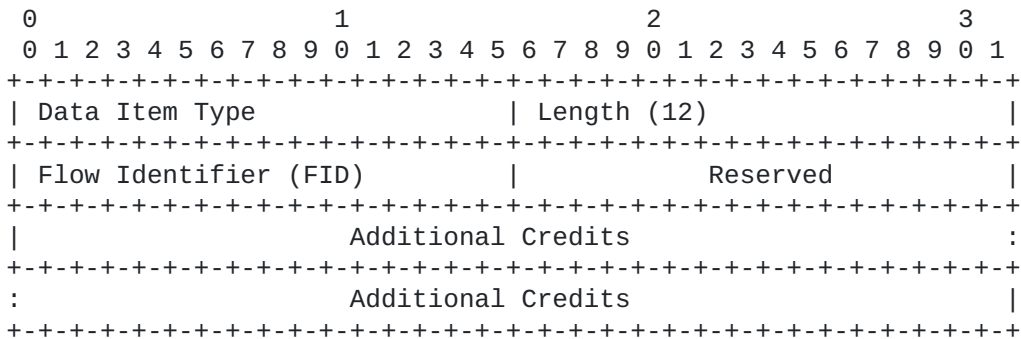 0                   1                   2                   3
 0 1 2 3 4 5 6 7 8 9 0 1 2 3 4 5 6 7 8 9 0 1 2 3 4 5 6 7 8 9 0 1
+-+-+-+-+-+-+-+-+-+-+-+-+-+-+-+-+-+-+-+-+-+-+-+-+-+-+-+-+-+-+-+-+
| Data Item Type                | Length (12)                   |
+-+-+-+-+-+-+-+-+-+-+-+-+-+-+-+-+-+-+-+-+-+-+-+-+-+-+-+-+-+-+-+-+
| Flow Identifier (FID)         |            Reserved           |
+-+-+-+-+-+-+-+-+-+-+-+-+-+-+-+-+-+-+-+-+-+-+-+-+-+-+-+-+-+-+-+-+
|                     Additional Credits                        :
+-+-+-+-+-+-+-+-+-+-+-+-+-+-+-+-+-+-+-+-+-+-+-+-+-+-+-+-+-+-+-+-+
:                     Additional Credits                        |
+-+-+-+-+-+-+-+-+-+-+-+-+-+-+-+-+-+-+-+-+-+-+-+-+-+-+-+-+-+-+-+-+